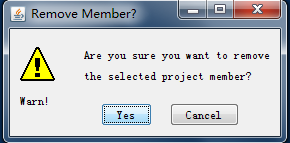 Remove Member?
Are you sure you want to remove
the selected project member?
Warn!
Yes Cancel